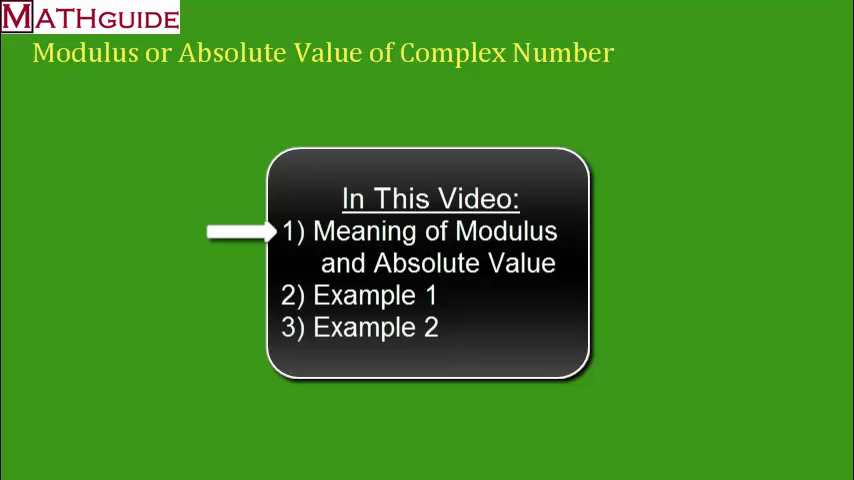 MATHGUIDE
Modulus or Absolute Value of Complex Number
In This Video:
1) Meaning of Modulus
and Absolute Value
2) Example 1
3) Example 2